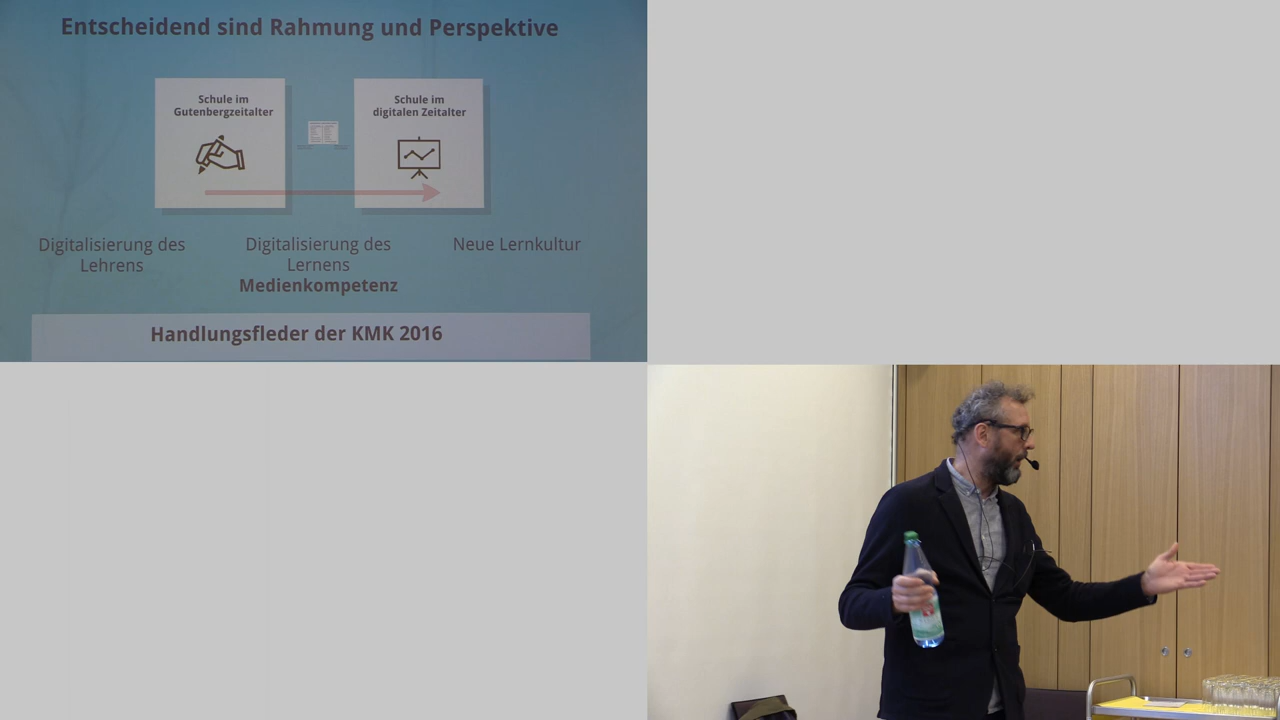 Entscheidend sind Rahmung und Perspektive
Schule im
Gutenbergzeitalter
Schule im
digitalen Zeitalter
Digitalisierung des
Lehrens
Digitalisierung des
Lernens
Medienkompetenz
Neue Lernkultur
Handlungsfleder der KMK 2016